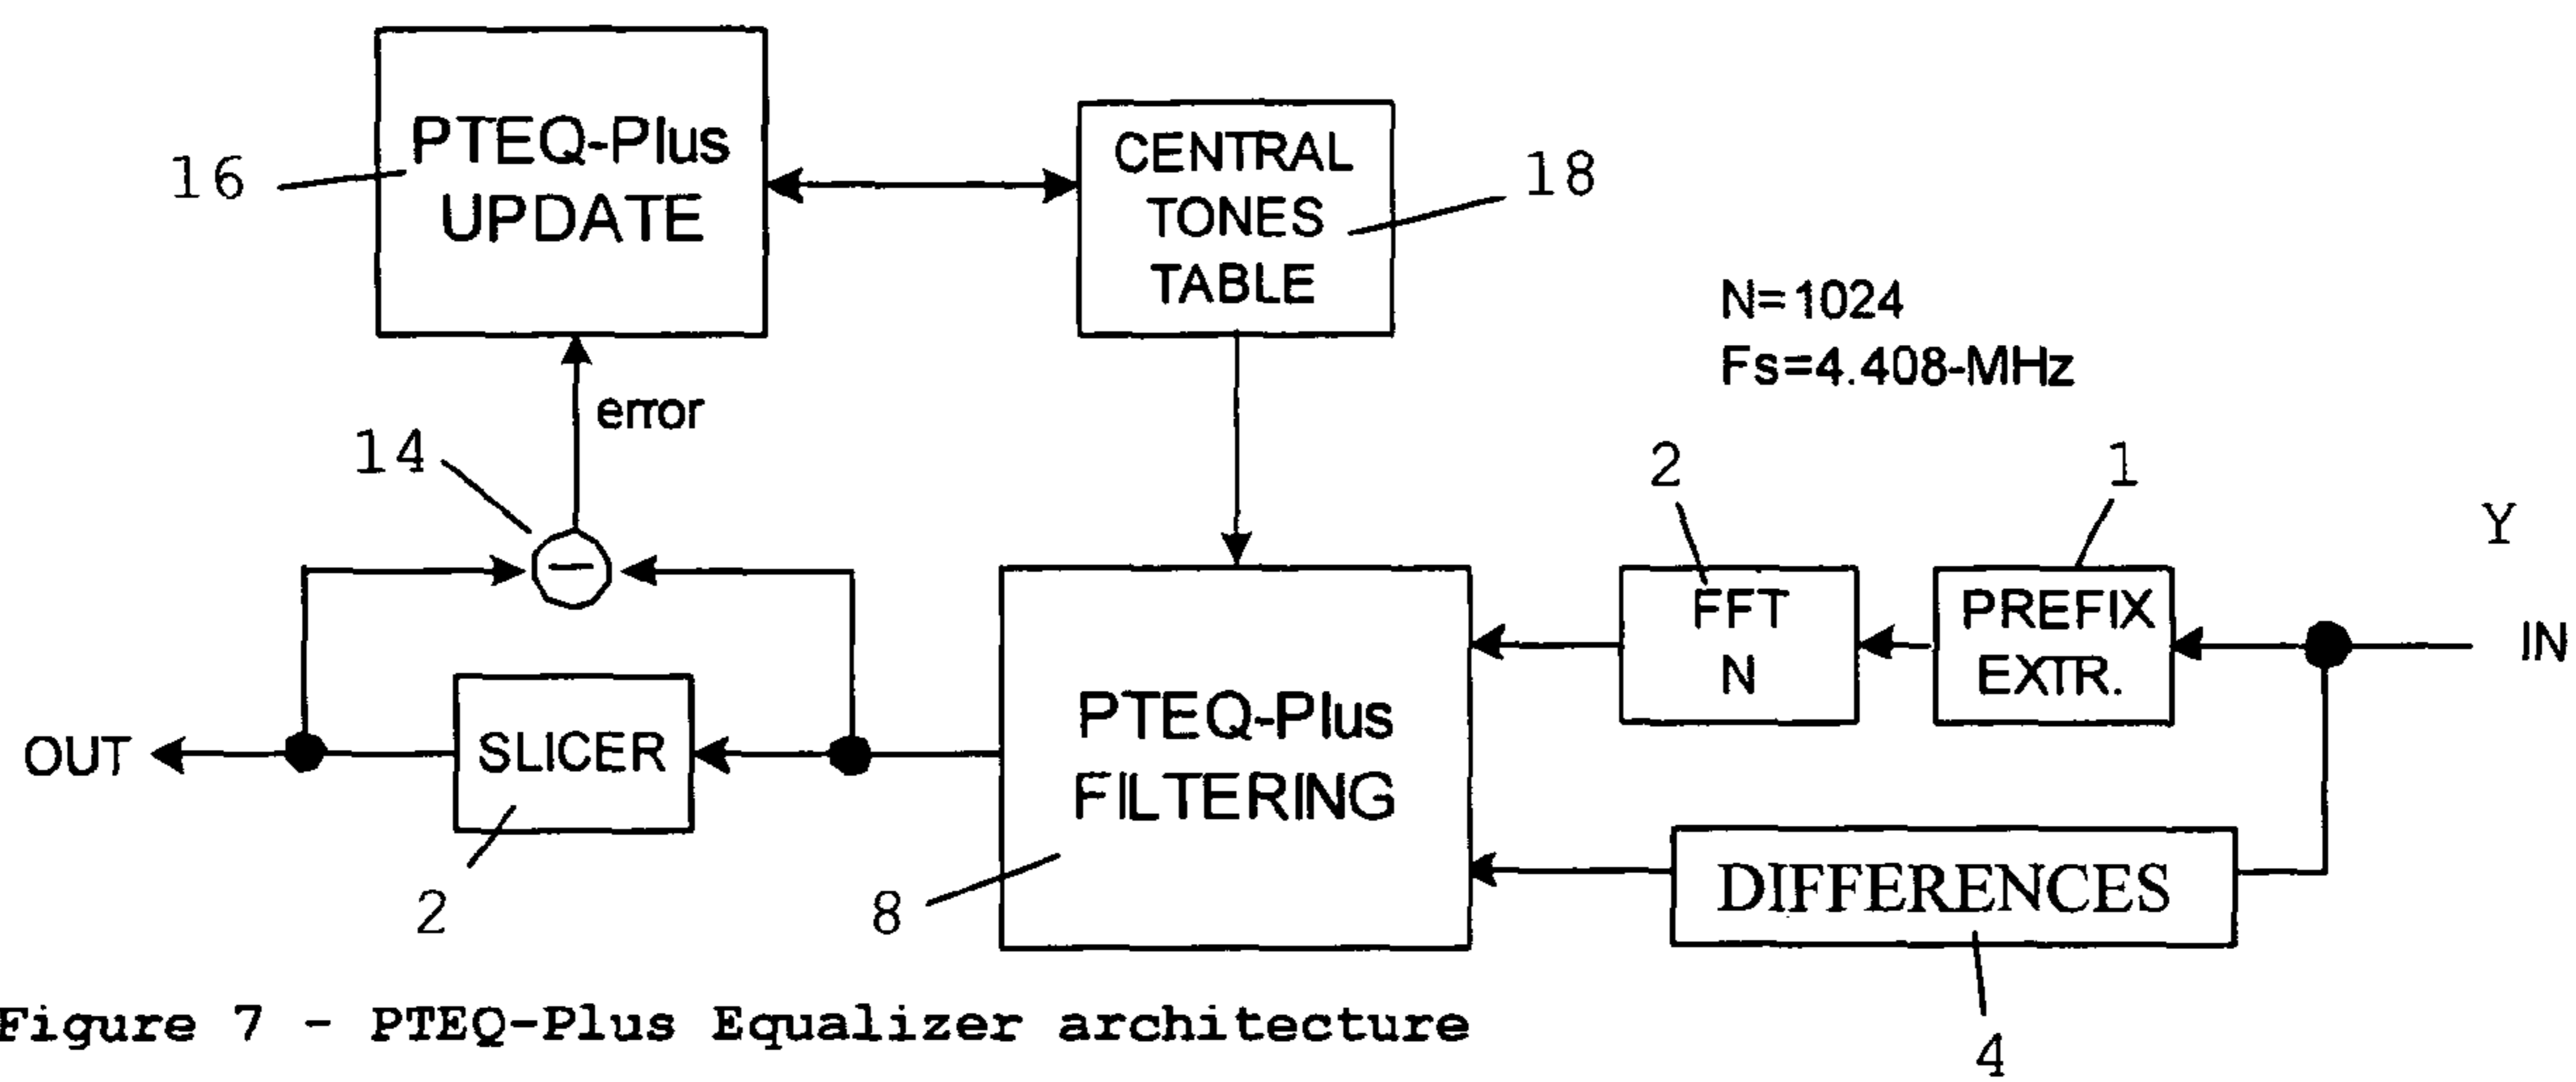 PTEQ-Plus
UPDATE
16
CENTRAL
TONES
TABLE
18
N=1024
Fs=4.408-MHz
error
14
2
1
Y
FFT
N
PREFIX
EXTR.
IN
OUT
SLICER
2
PTEQ-Plus
FILTERING
8
DIFFERENCES
4
Figure 7 - PTEQ-Plus Equalizer architecture